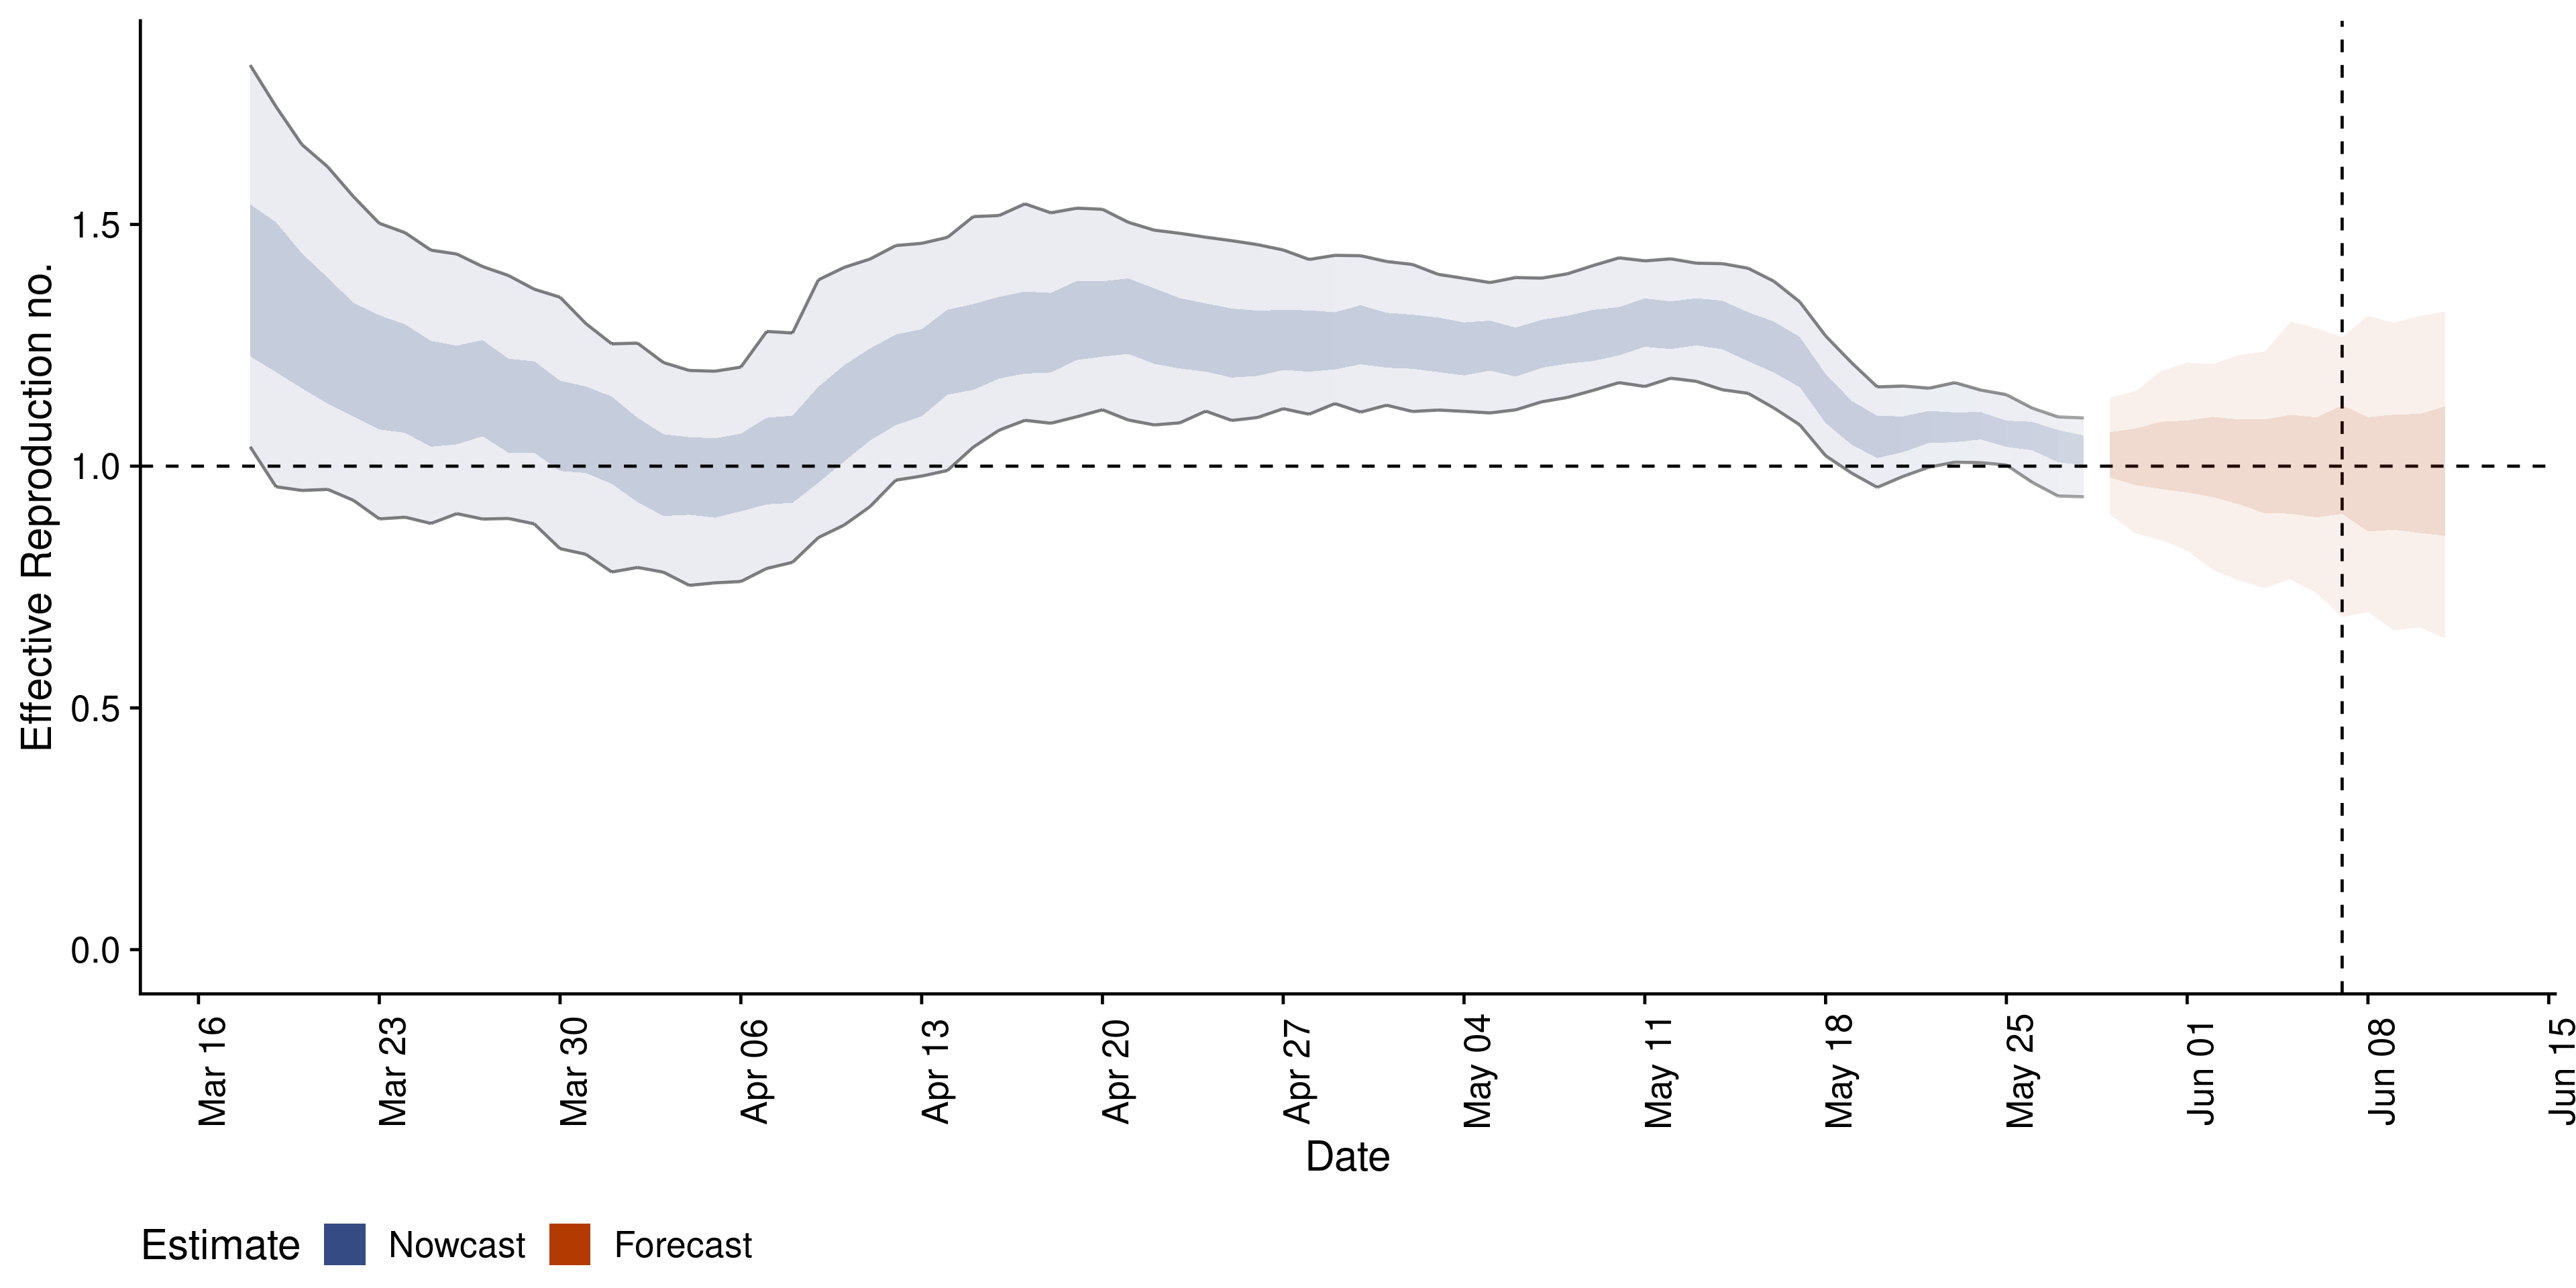 Effective Reproduction no.
1.5
1.0
0.5
0.0
Mar 16
Mar 23
Mar 30
Apr 06
Apr 13
Apr 20
Apr 27
May 04
May 11
May 18
May 25
Jun 01
Jun 08
Jun 15
Date
Estimate Nowcast Forecast